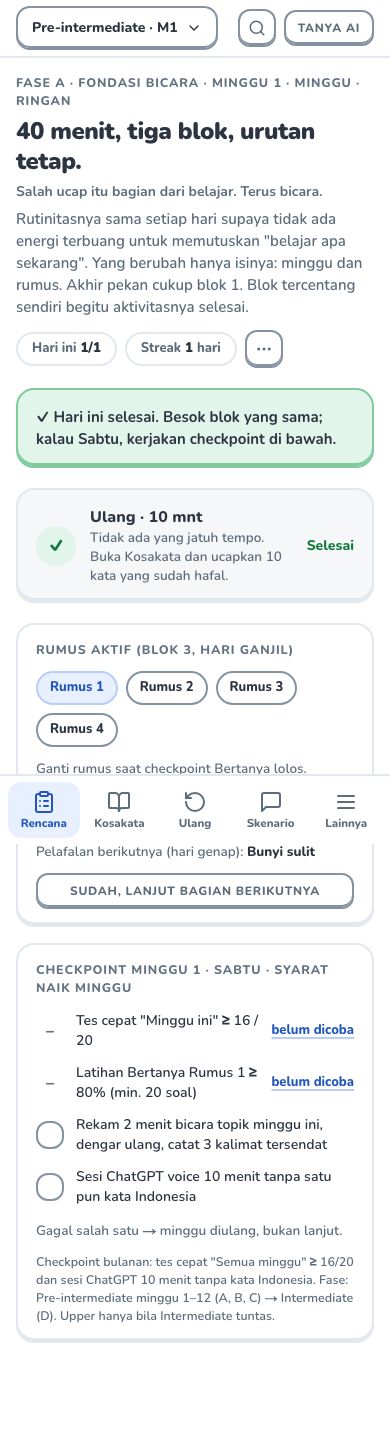 Pre-intermediate · M1
TANYA AI
FASE A · FONDASI BICARA · MINGGU 1 · MINGGU ·
RINGAN
40 menit, tiga blok, urutan
tetap.
Salah ucap itu bagian dari belajar. Terus bicara.
Rutinitasnya sama setiap hari supaya tidak ada
energi terbuang untuk memutuskan "belajar apa
sekarang". Yang berubah hanya isinya: minggu dan
rumus. Akhir pekan cukup blok 1. Blok tercentang
sendiri begitu aktivitasnya selesai.
Hari ini 1/1
Streak 1 hari
...
✓ Hari ini selesai. Besok blok yang sama;
kalau Sabtu, kerjakan checkpoint di bawah.
Ulang · 10 mnt
Tidak ada yang jatuh tempo.
Buka Kosakata dan ucapkan 10
kata yang sudah hafal.
Selesai
RUMUS AKTIF (BLOK 3, HARI GANJIL)
Rumus 1
Rumus 2
Rumus 3
Rumus 4
Ganti rumus saat checkpoint Bertanya lolos.
Rencana
Kosakata
Ulang
Skenario
Lainnya
Pelafalan berikutnya (hari genap): Bunyi sulit
SUDAH, LANJUT BAGIAN BERIKUTNYA
CHECKPOINT MINGGU 1 · SABTU · SYARAT
NAIK MINGGU
– Tes cepat "Minggu ini" ≥ 16 /
20
belum dicoba
– Latihan Bertanya Rumus 1 ≥
80% (min. 20 soal)
belum dicoba
Rekam 2 menit bicara topik minggu ini,
dengar ulang, catat 3 kalimat tersendat
Sesi ChatGPT voice 10 menit tanpa satu
pun kata Indonesia
Gagal salah satu → minggu diulang, bukan lanjut.
Checkpoint bulanan: tes cepat "Semua minggu" ≥ 16/20
dan sesi ChatGPT 10 menit tanpa kata Indonesia. Fase:
Pre-intermediate minggu 1–12 (A, B, C) → Intermediate
(D). Upper hanya bila Intermediate tuntas.